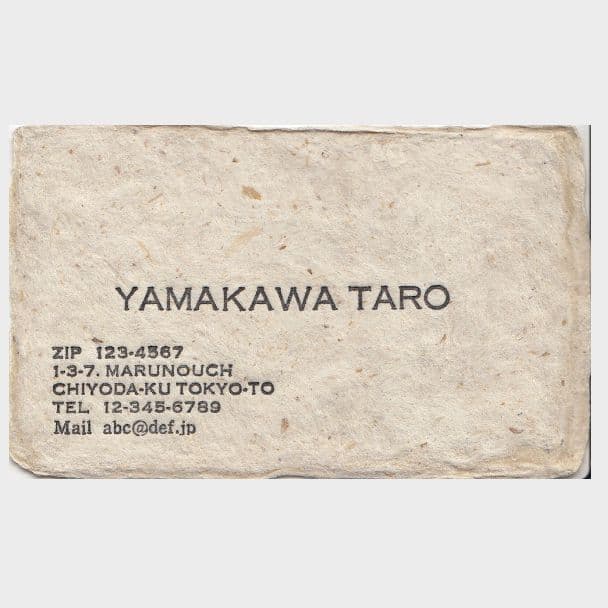 YAMAKAWA TARO
ZIP 123-4567
1-3-7. MARUNOUCH
CHIYODA-KU TOKYO-TO
TEL 12-345-6789
Mail abc@def.jp